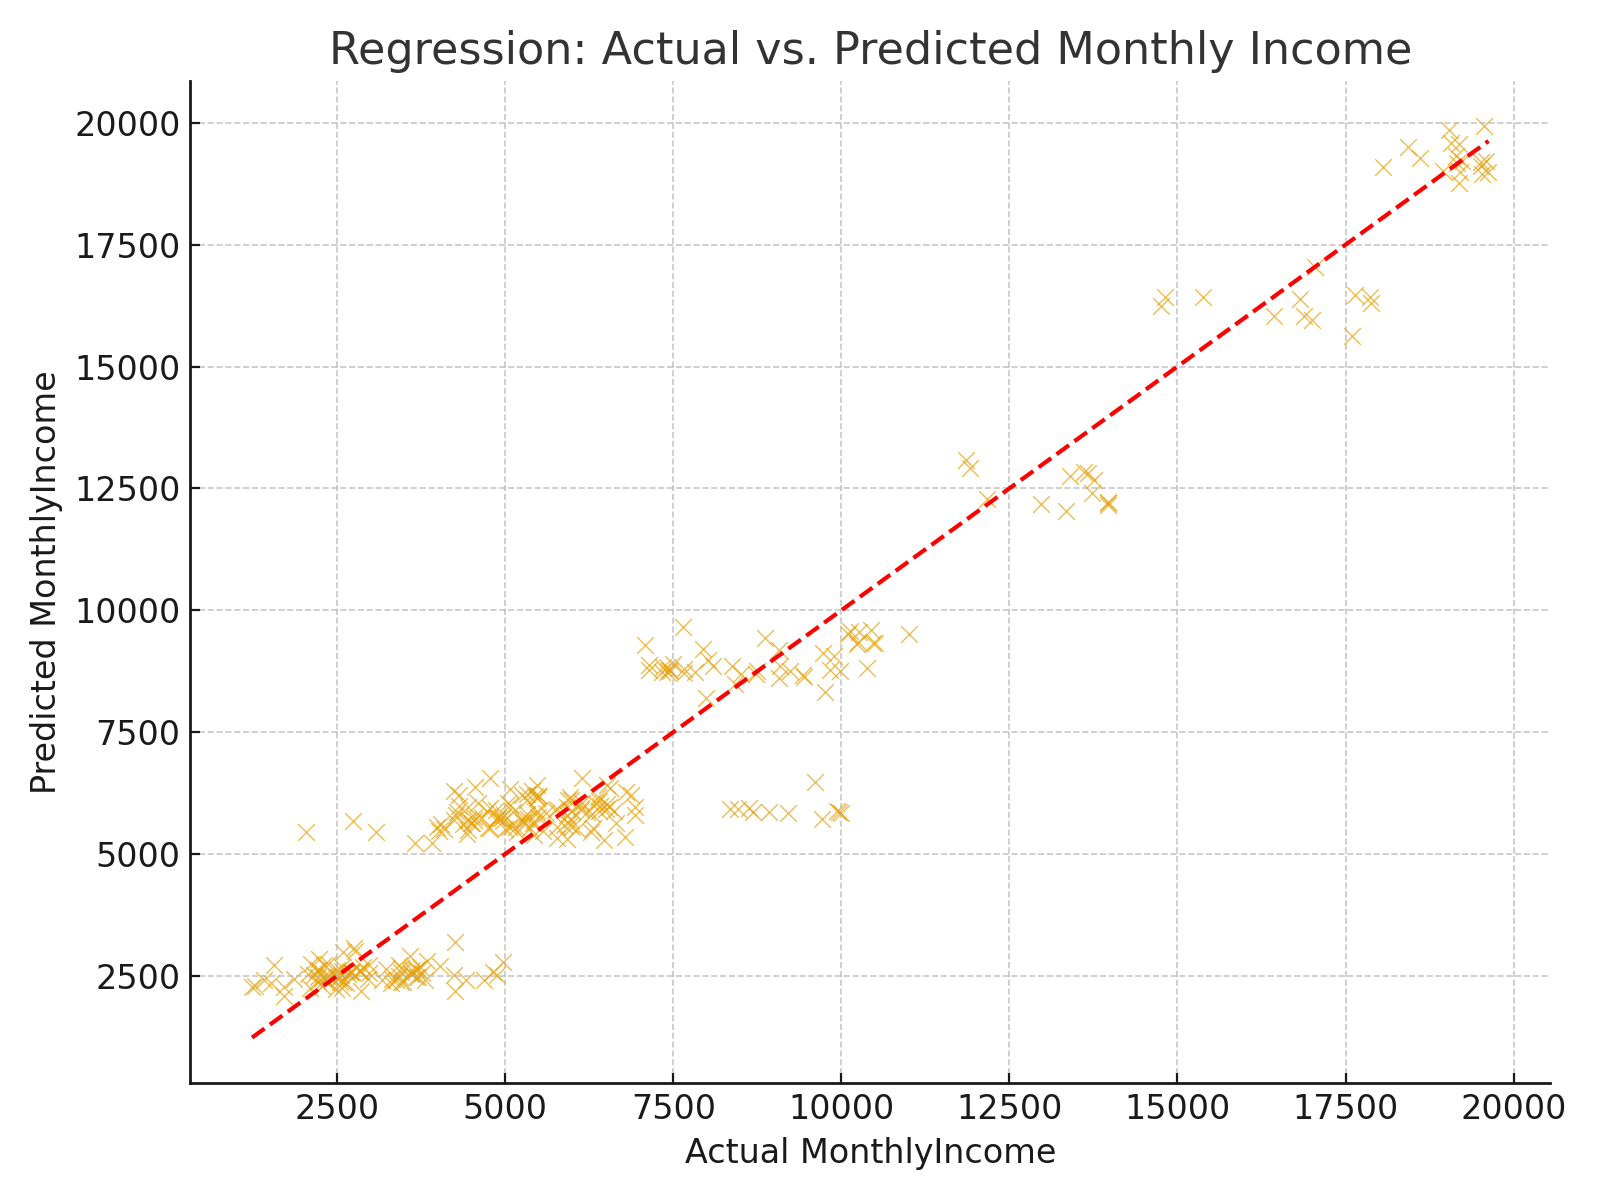 Regression: Actual vs. Predicted Monthly Income
20000
17500
15000
12500
10000
7500
5000
2500
Predicted MonthlyIncome
2500 5000 7500 10000 12500 15000 17500 20000
Actual MonthlyIncome